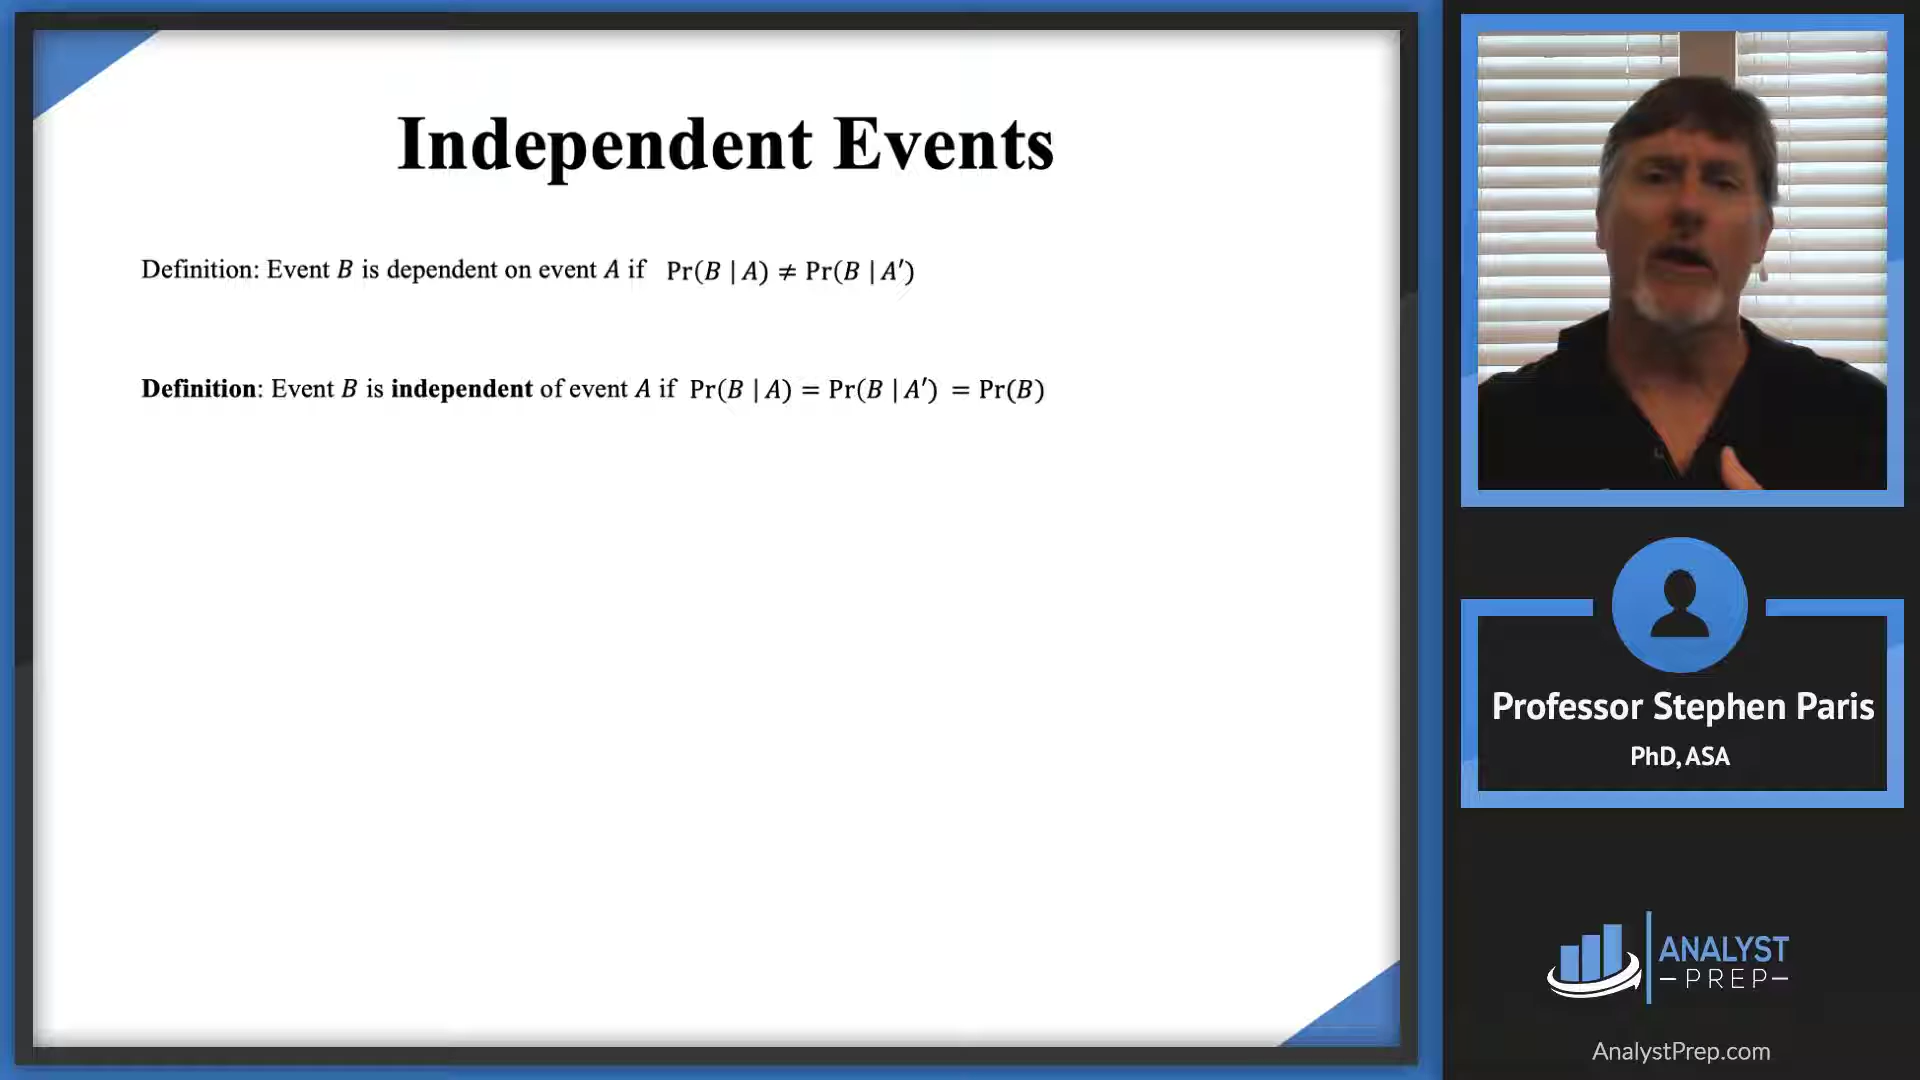 Independent Events
Definition: Event B is dependent on event A if Pr(B | A) ≠ Pr(B | A′)
Definition: Event B is independent of event A if Pr(B | A) = Pr(B | A′) = Pr(B)
Professor Stephen Paris
PhD, ASA
ANALYST
PREP
AnalystPrep.com